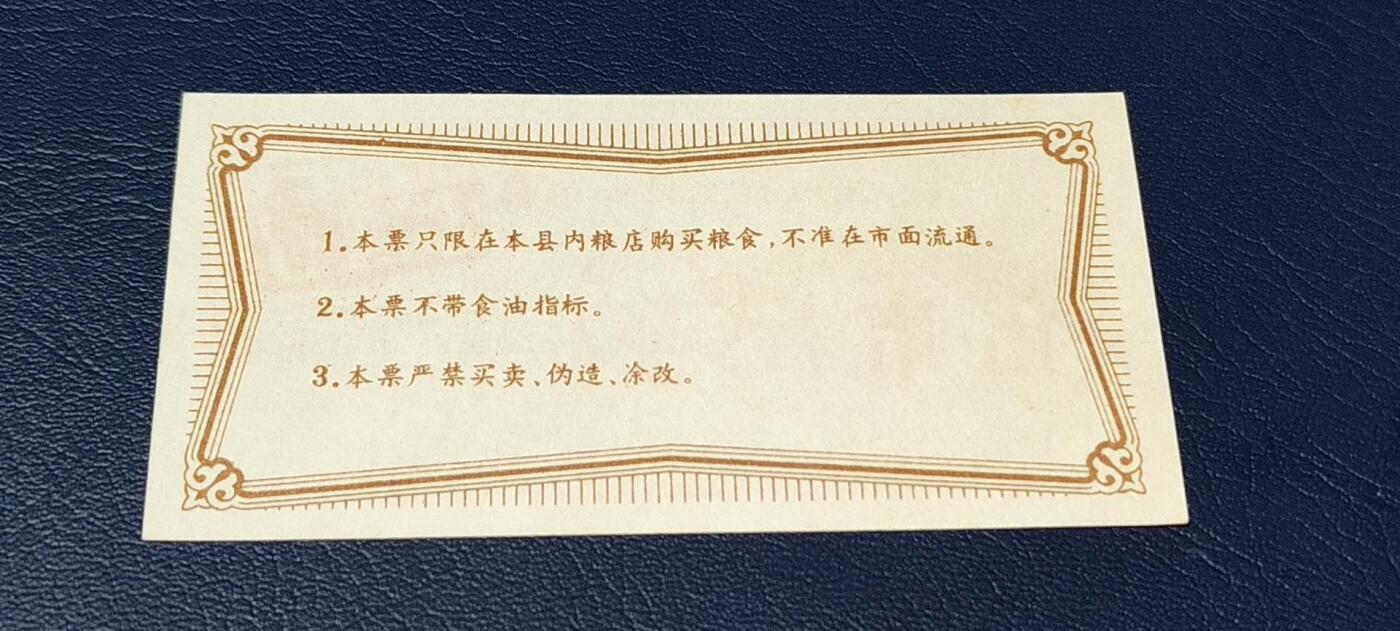 1.本票只限在本县内粮店购买粮食,不准在市面流通。
2.本票不带食油指标。
3.本票严禁买卖、伪造、涂改。